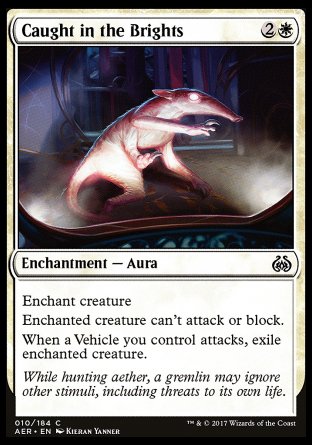 Caught in the Brights 2
Enchantment — Aura
Enchant creature
Enchanted creature can't attack or block.
When a Vehicle you control attacks, exile
enchanted creature.
While hunting aether, a gremlin may ignore
other stimuli, including threats to its own life.
010/184 C
AER • EN Kieran Yanner
™ & © 2017 Wizards of the Coast